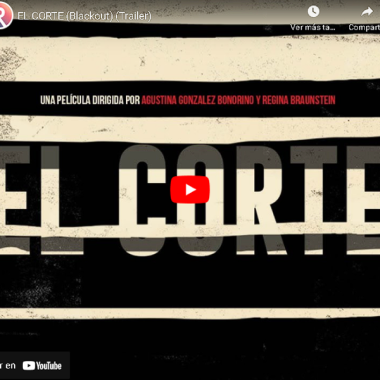 EL CORTE (Blackout) (Trailer)
Ver más ta...
Compart
UNA PELÍCULA DIRIGIDA POR AGUSTINA GONZALEZ BONORINO Y REGINA BRAUNSTEIN
EL CORTE
r en YouTube